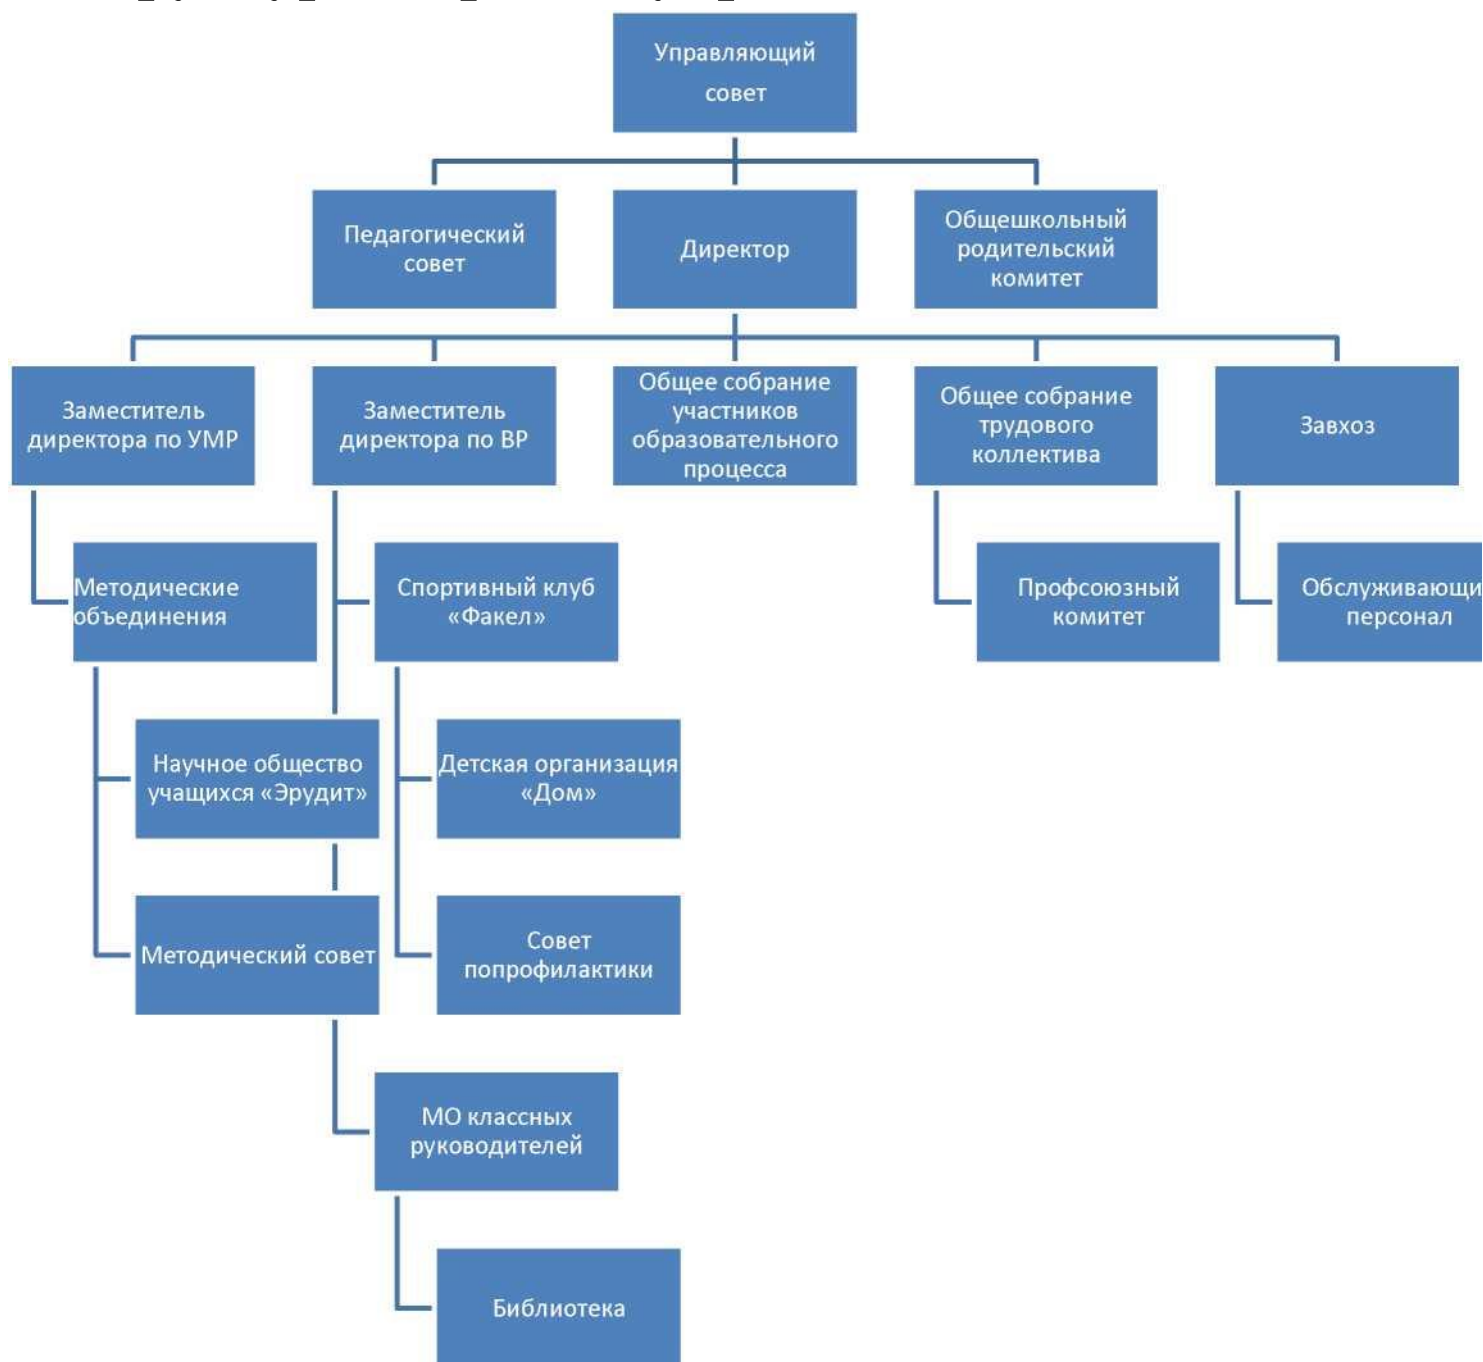 Управляющий
совет
Педагогический
совет
Директор
Общешкольный
родительский
комитет
Заместитель
директора по УМР
Заместитель
директора по ВР
Общее собрание
участников
образовательного
процесса
Общее собрание
трудового
коллектива
Завхоз
Методические
объединения
Спортивный клуб
«Факел»
Профсоюзный
комитет
Обслуживающи
персонал
Научное общество
учащихся «Эрудит»
Детская организация
«Дом»
Методический совет
Совет
попрофилактики
МО классных
руководителей
Библиотека